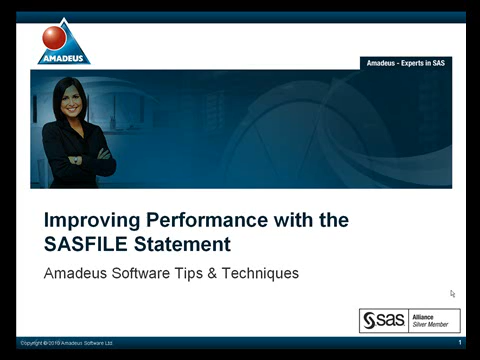 AMADEUS
Amadeus - Experts in SAS
Improving Performance with the
SASFILE Statement
Amadeus Software Tips & Techniques
sas
Alliance
Silver Member
Copyright © 2010 Amadeus Software Ltd.
1